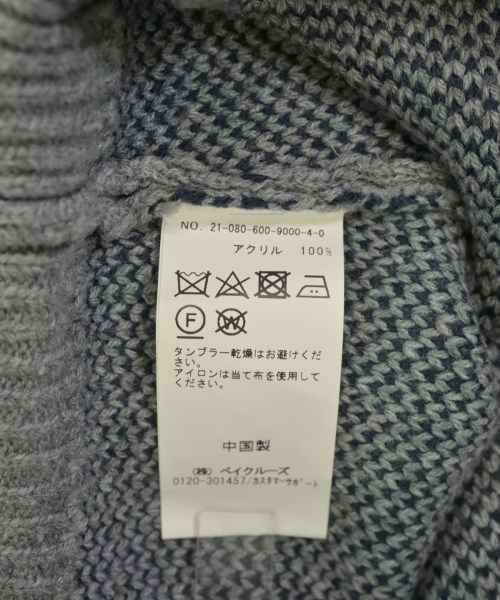 NO. 21-080-600-9000-4-0
アクリル 100%
F
W
タンブラー乾燥はお避けくだ
さい。
アイロンは当て布を使用して
ください。
中国製
(株) ベイクルーズ
0120-301457/カスタマーサポート